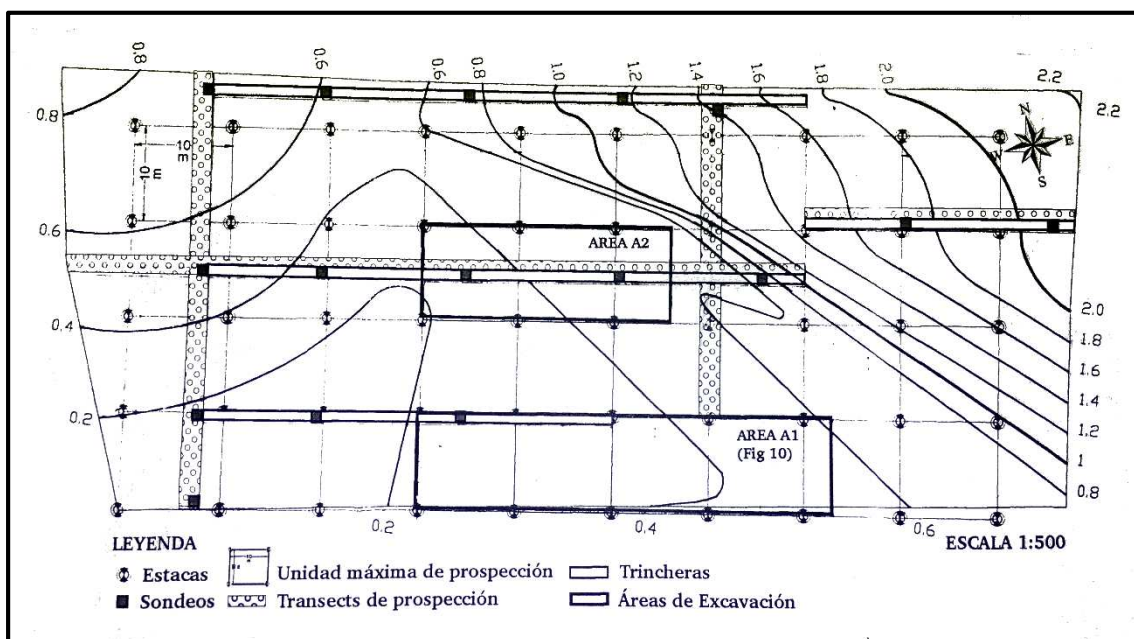 0.8
0.6
0.6
0.8
1.0
1.2
1.4
1.6
1.8
2.0
2.2
2.2
0.8
N
W
E
S
10
m
10
m
0.6
AREA A2
0.4
2.0
1.8
1.6
0.2
1.4
AREA A1
(Fig 10)
1.2
1
0.8
0.2
0.4
0.6
LEYENDA
ESCALA 1:500
Estacas
Unidad máxima de prospección
Trincheras
Sondeos
Transects de prospección
Áreas de Excavación